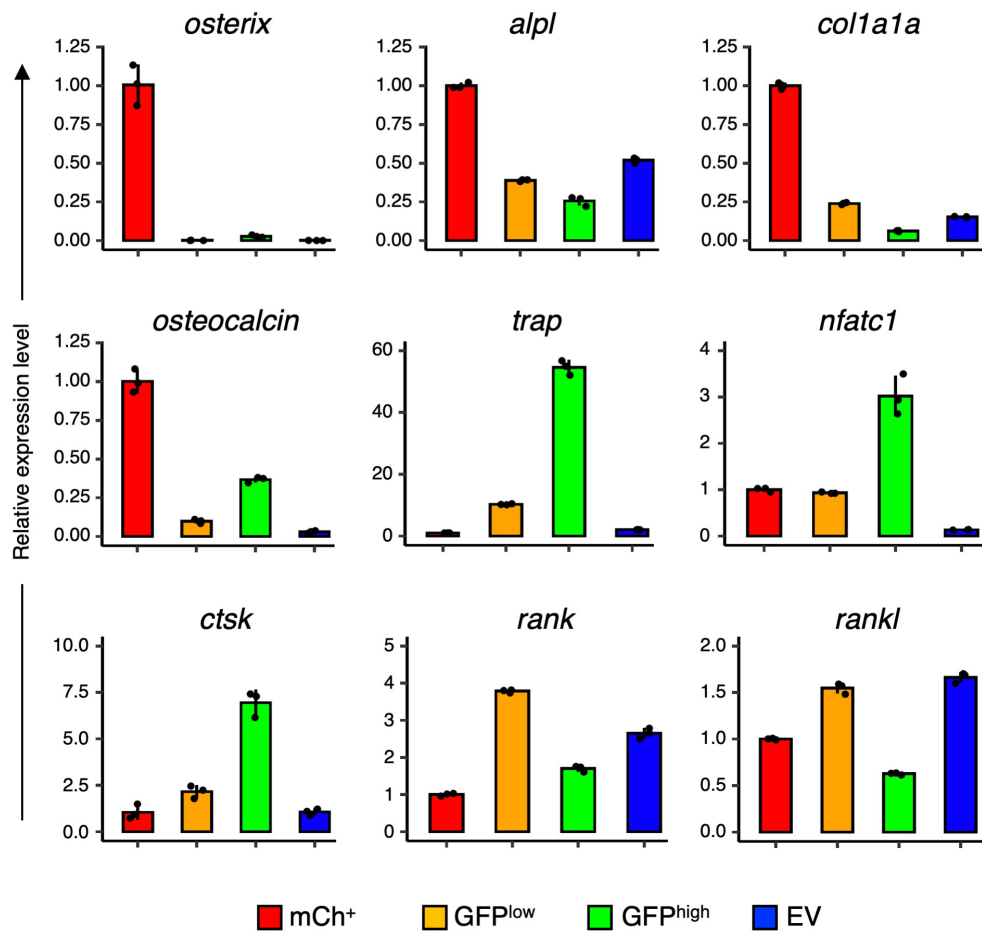 osterix alpl col1a1a
1.25 1.25 1.25
1.00 1.00 1.00
0.75 0.75 0.75
0.50 0.50 0.50
0.25 0.25 0.25
0.00 0.00 0.00
Relative expression level
osteocalcin trap nfatc1
1.25 60 4
1.00 40 3
0.75 20 2
0.50 0 1
0.25 0
0.00
ctsk rank rankl
10.0 5 2.0
7.5 4 1.5
5.0 3 1.0
2.5 2 0.5
0.0 1 0.0
0
mCh⁺ GFPlow GFPhigh EV